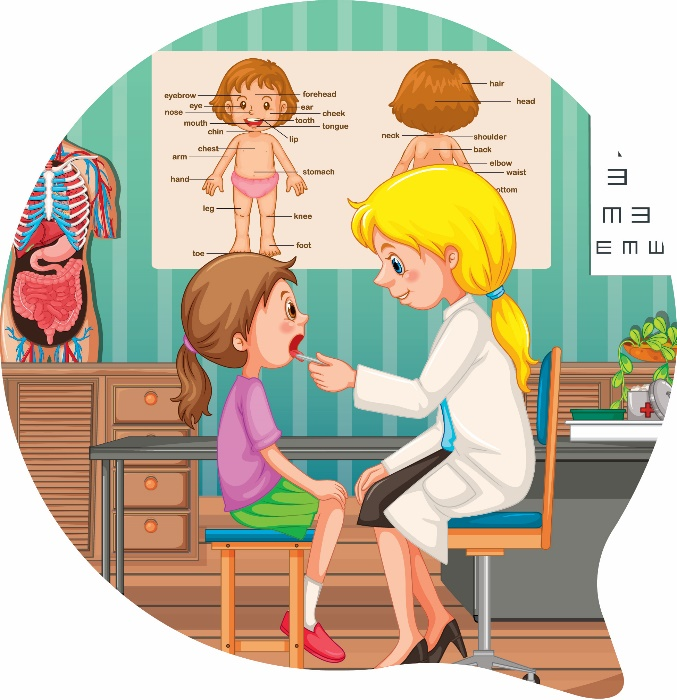 eyebrow
forehead
eye
ear
nose
cheek
tooth
mouth
tongue
chin
lip
chest
arm
stomach
hand
leg
knee
foot
toe
hair
head
neck
shoulder
back
elbow
waist
ottom
E
E M E
E M E Ш